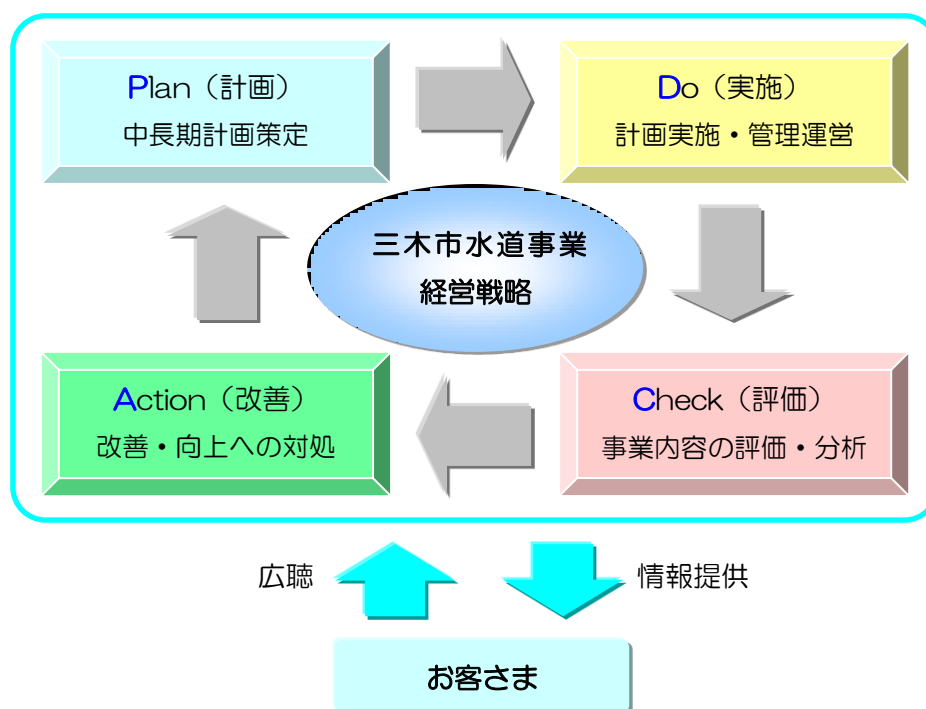 Plan（計画）
中長期計画策定
Do（実施）
計画実施・管理運営
三木市水道事業
経営戦略
Action（改善）
改善・向上への対処
Check（評価）
事業内容の評価・分析
広聴
情報提供
お客さま